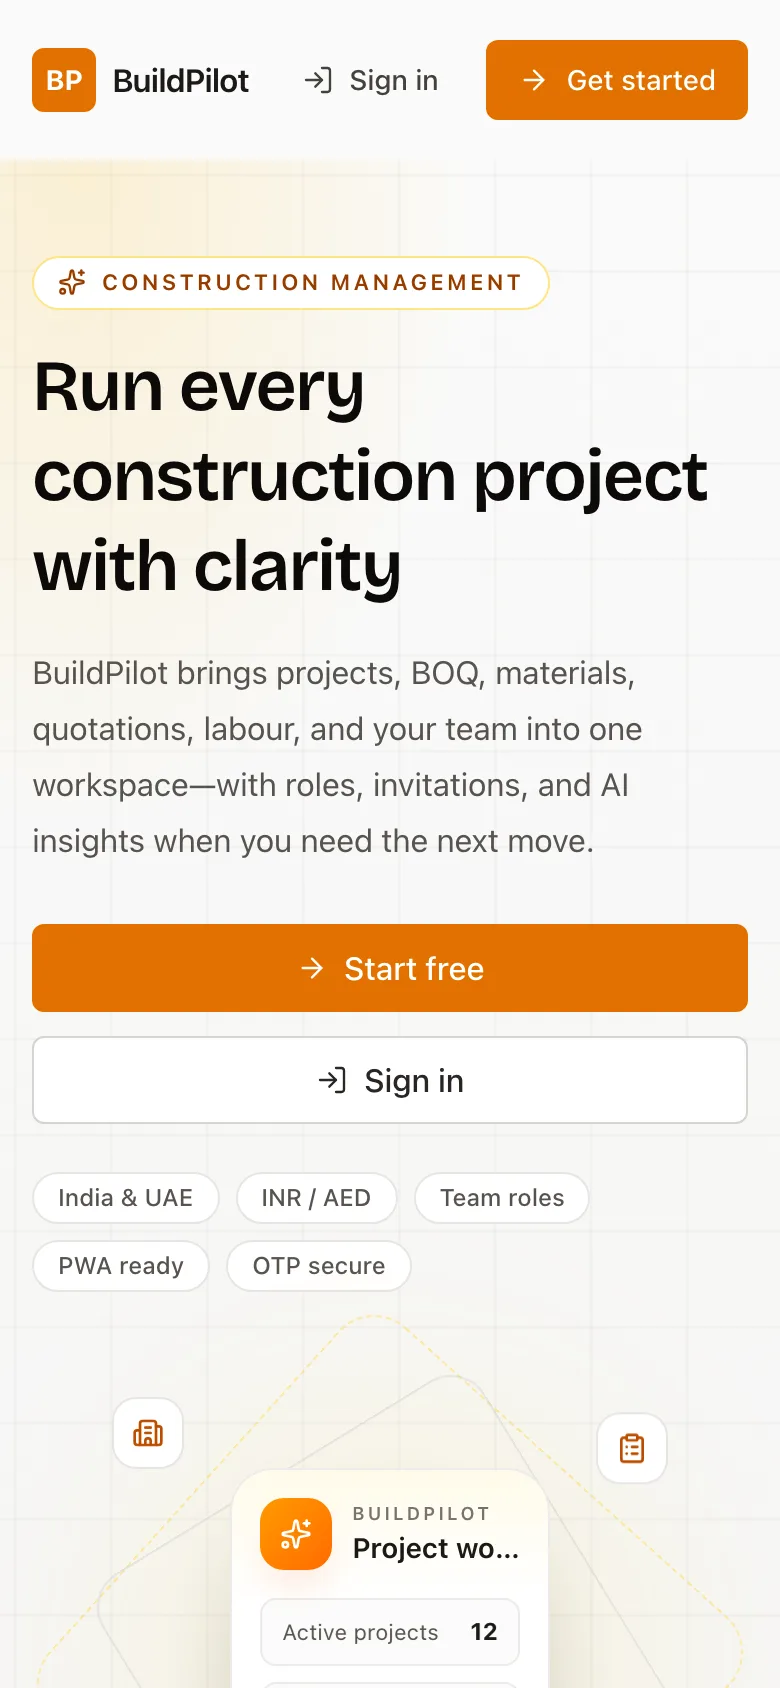 BP BuildPilot Sign in Get started
CONSTRUCTION MANAGEMENT
Run every
construction project
with clarity
BuildPilot brings projects, BOQ, materials,
quotations, labour, and your team into one
workspace—with roles, invitations, and AI
insights when you need the next move.
Start free
Sign in
India & UAE INR / AED Team roles
PWA ready OTP secure
BUILDPILOT
Project wo...
Active projects 12